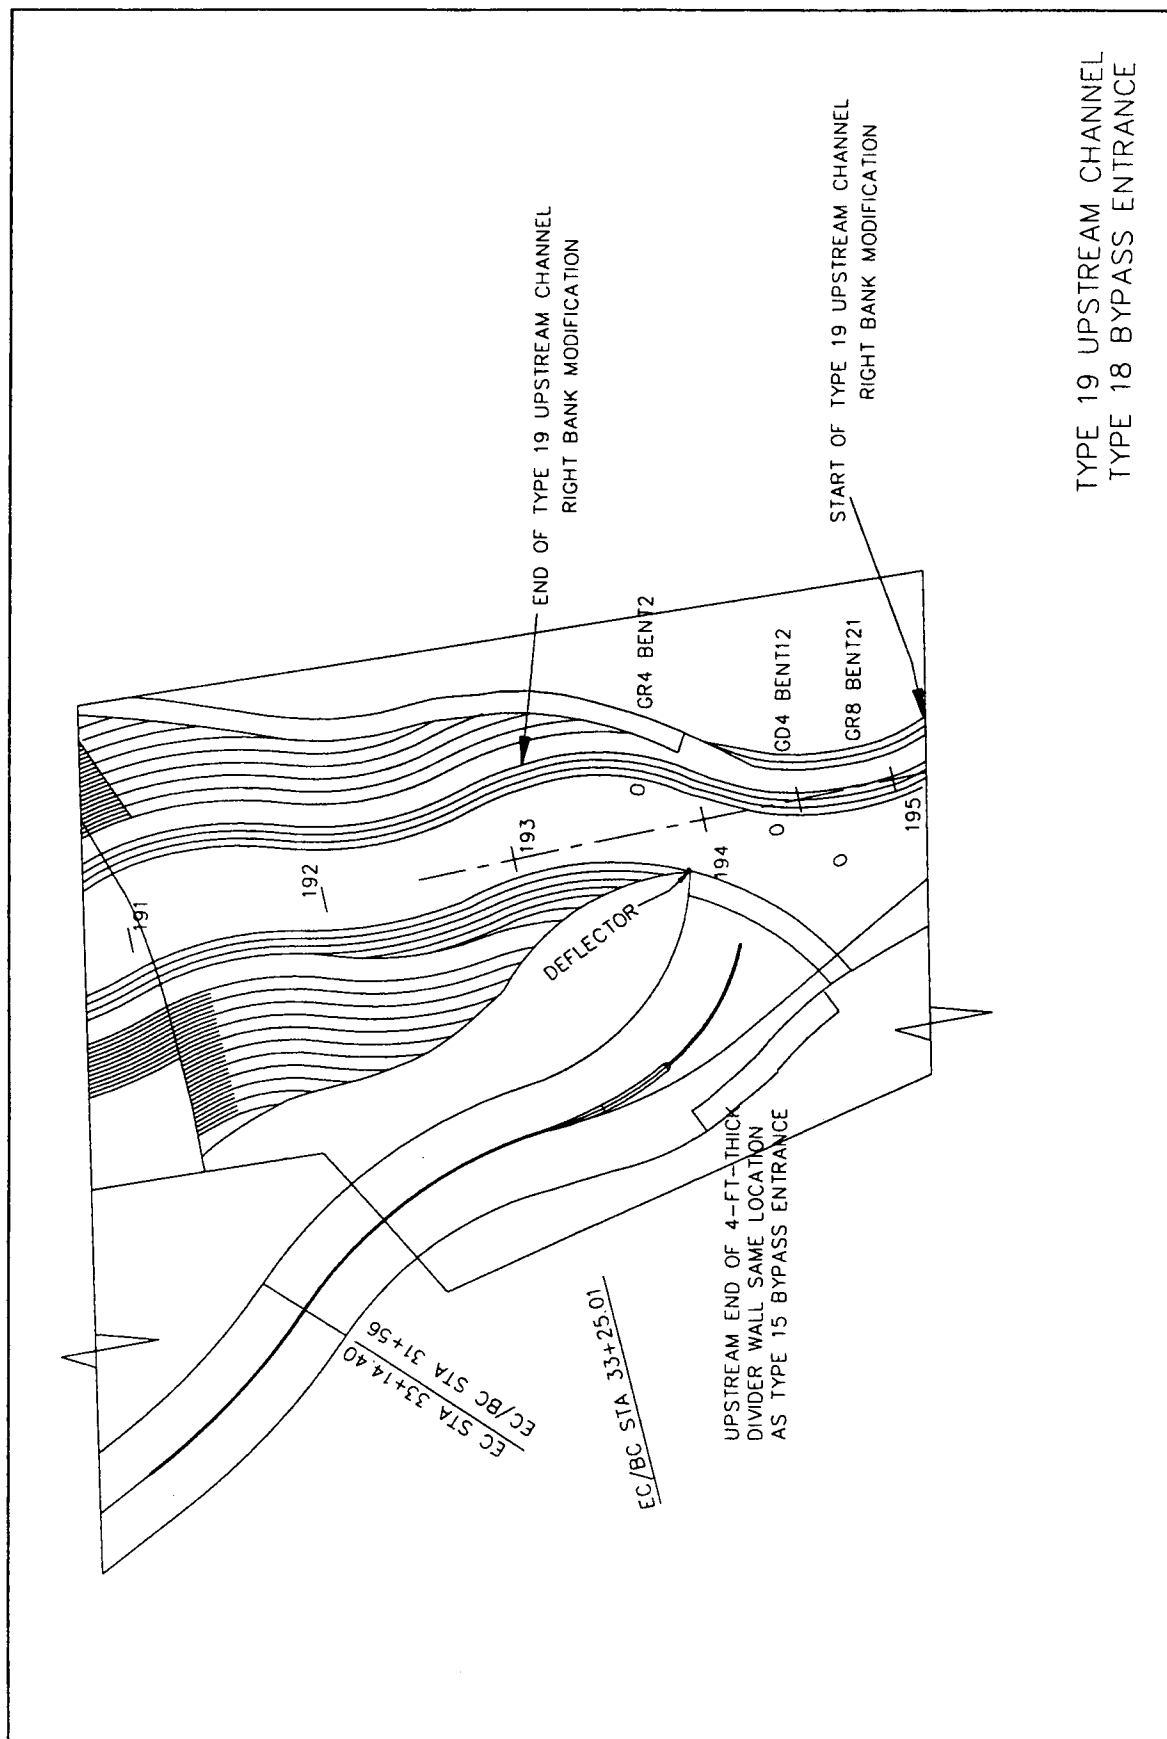 TYPE 19 UPSTREAM CHANNEL
TYPE 18 BYPASS ENTRANCE
END OF TYPE 19 UPSTREAM CHANNEL
RIGHT BANK MODIFICATION
START OF TYPE 19 UPSTREAM CHANNEL
RIGHT BANK MODIFICATION
GR4 BENT2
GD4 BENT12
GR8 BENT21
191
192
193
194
195
DEFLECTOR
EC STA 33+14.40
EC/BC STA 31+56
EC/BC STA 33+25.01
UPSTREAM END OF 4-FT-THICK
DIVIDER WALL SAME LOCATION
AS TYPE 15 BYPASS ENTRANCE